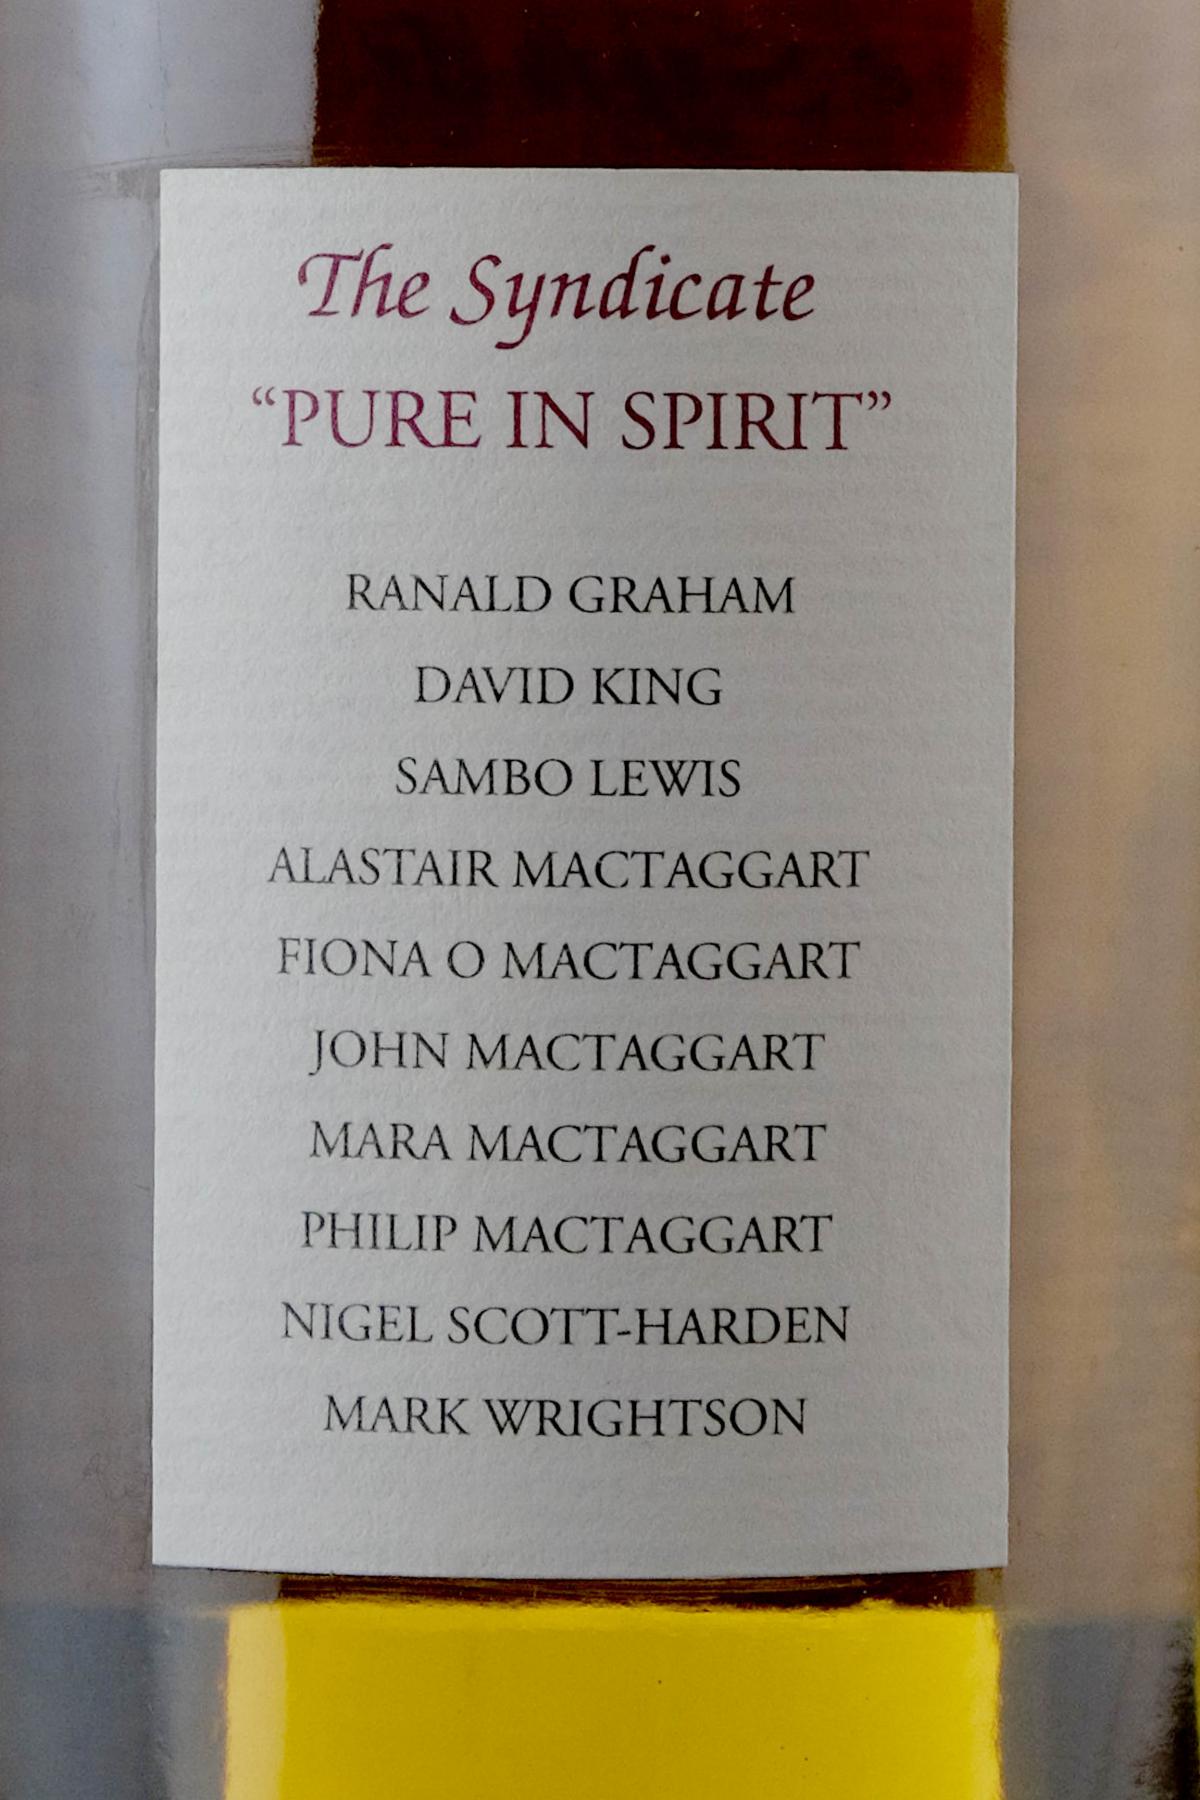 The Syndicate
“PURE IN SPIRIT”
RANALD GRAHAM
DAVID KING
SAMBO LEWIS
ALASTAIR MACTAGGART
FIONA O MACTAGGART
JOHN MACTAGGART
MARA MACTAGGART
PHILIP MACTAGGART
NIGEL SCOTT-HARDEN
MARK WRIGHTSON